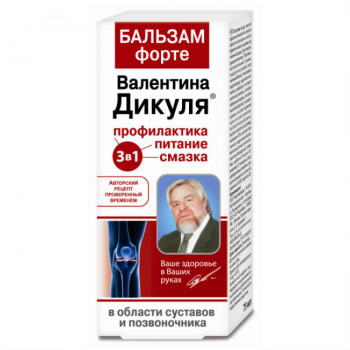 БАЛЬЗАМ
форте
Валентина
Дикуля®
профилактика
3в1 питание
смазка
АВТОРСКИЙ
РЕЦЕПТ
ПРОВЕРЕННЫЙ
ВРЕМЕНЕМ
Ваше здоровье
в Ваших
руках
в области суставов
и позвоночника